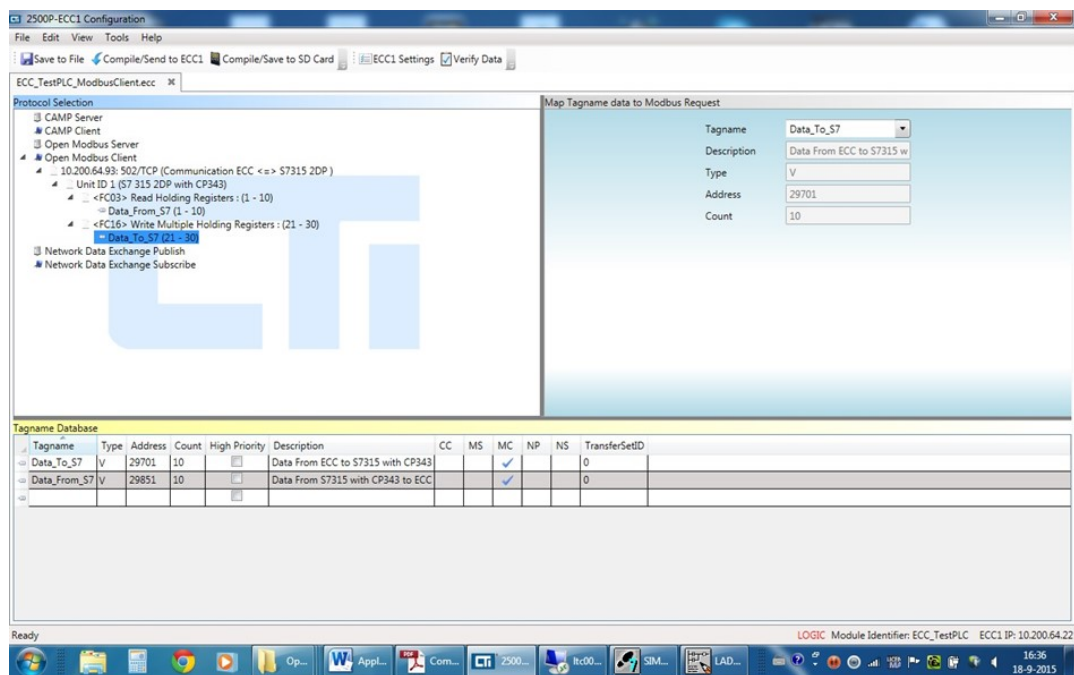 2500P-ECC1 Configuration
File Edit View Tools Help
Save to File Compile/Send to ECC1 Compile/Save to SD Card ECC1 Settings Verify Data
ECC_TestPLC_ModbusClient.ecc
Protocol Selection
CAMP Server
CAMP Client
Open Modbus Server
Open Modbus Client
10.200.64.93: 502/TCP (Communication ECC <=> S7315 2DP )
Unit ID 1 (S7 315 2DP with CP343)
<FC03> Read Holding Registers : (1 - 10)
Data_From_S7 (1 - 10)
<FC16> Write Multiple Holding Registers : (21 - 30)
Data_To_S7 (21 - 30)
Network Data Exchange Publish
Network Data Exchange Subscribe
CTI
Map Tagname data to Modbus Request
Tagname Data_To_S7
Description Data From ECC to S7315 w
Type V
Address 29701
Count 10
Tagname Database
Tagname Type Address Count High Priority Description CC MS MC NP NS TransferSetID
Data_To_S7 V 29701 10 Data From ECC to S7315 with CP343 0
Data_From_S7 V 29851 10 Data From S7315 with CP343 to ECC 0
Ready LOGIC Module Identifier: ECC_TestPLC ECC1 IP: 10.200.64.22
Op... Appl... Com... CTI 2500... ltc00... SIM... LAD... 16:36
18-9-2015